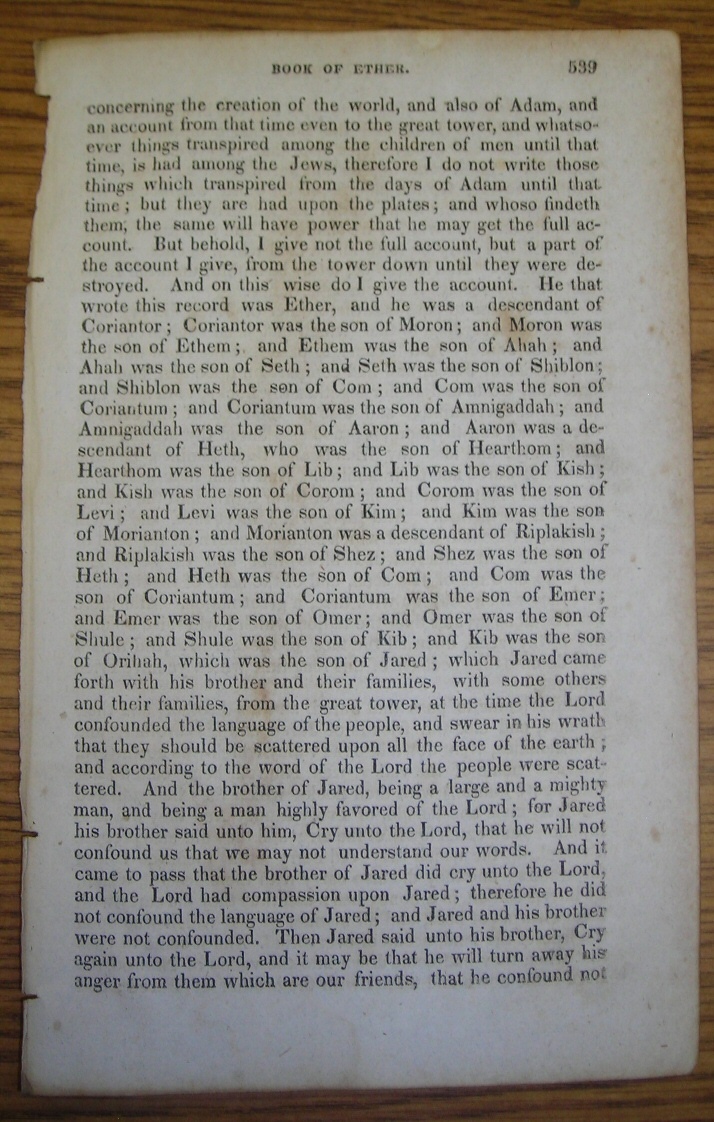 BOOK OF ETHER. 539
concerning the creation of the world, and also of Adam, and
an account from that time even to the great tower, and whatso-
ever things transpired among the children of men until that
time, is had among the Jews, therefore I do not write those
things which transpired from the days of Adam until that
time; but they are had upon the plates; and whoso findeth
them, the same will have power that he may get the full ac-
count. But behold, I give not the full account, but a part of
the account I give, from the tower down until they were de-
stroyed. And on this wise do I give the account. He that
wrote this record was Ether, and he was a descendant of
Coriantor; Coriantor was the son of Moron; and Moron was
the son of Ethem; and Ethem was the son of Ahah; and
Ahah was the son of Seth; and Seth was the son of Shiblon;
and Shiblon was the son of Com; and Com was the son of
Coriantum; and Coriantum was the son of Amnigaddah; and
Amnigaddah was the son of Aaron; and Aaron was a de-
scendant of Heth, who was the son of Hearthom; and
Hearthom was the son of Lib; and Lib was the son of Kish;
and Kish was the son of Corom; and Corom was the son of
Levi; and Levi was the son of Kim; and Kim was the son
of Morianton; and Morianton was a descendant of Riplakish;
and Riplakish was the son of Shez; and Shez was the son of
Heth; and Heth was the son of Com; and Com was the
son of Coriantum; and Coriantum was the son of Emer;
and Emer was the son of Omer; and Omer was the son of
Shule; and Shule was the son of Kib; and Kib was the son
of Orihah, which was the son of Jared; which Jared came
forth with his brother and their families, with some others
and their families, from the great tower, at the time the Lord
confounded the language of the people, and swear in his wrath
that they should be scattered upon all the face of the earth;
and according to the word of the Lord the people were scat-
tered. And the brother of Jared, being a large and a mighty
man, and being a man highly favored of the Lord; for Jared
his brother said unto him, Cry unto the Lord, that he will not
confound us that we may not understand our words. And it
came to pass that the brother of Jared did cry unto the Lord,
and the Lord had compassion upon Jared; therefore he did
not confound the language of Jared; and Jared and his brother
were not confounded. Then Jared said unto his brother, Cry
again unto the Lord, and it may be that he will turn away his
anger from them which are our friends, that he confound not